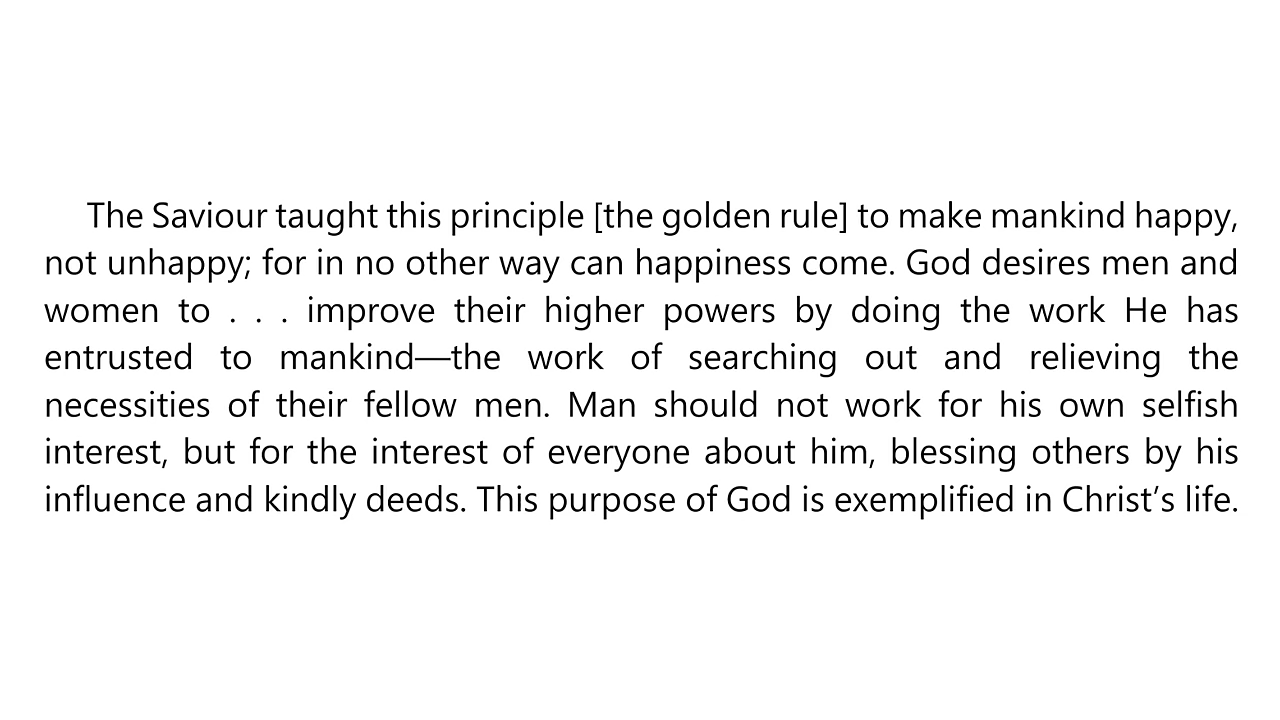 The Saviour taught this principle [the golden rule] to make mankind happy,
not unhappy; for in no other way can happiness come. God desires men and
women to . . . improve their higher powers by doing the work He has
entrusted to mankind—the work of searching out and relieving the
necessities of their fellow men. Man should not work for his own selfish
interest, but for the interest of everyone about him, blessing others by his
influence and kindly deeds. This purpose of God is exemplified in Christ’s life.